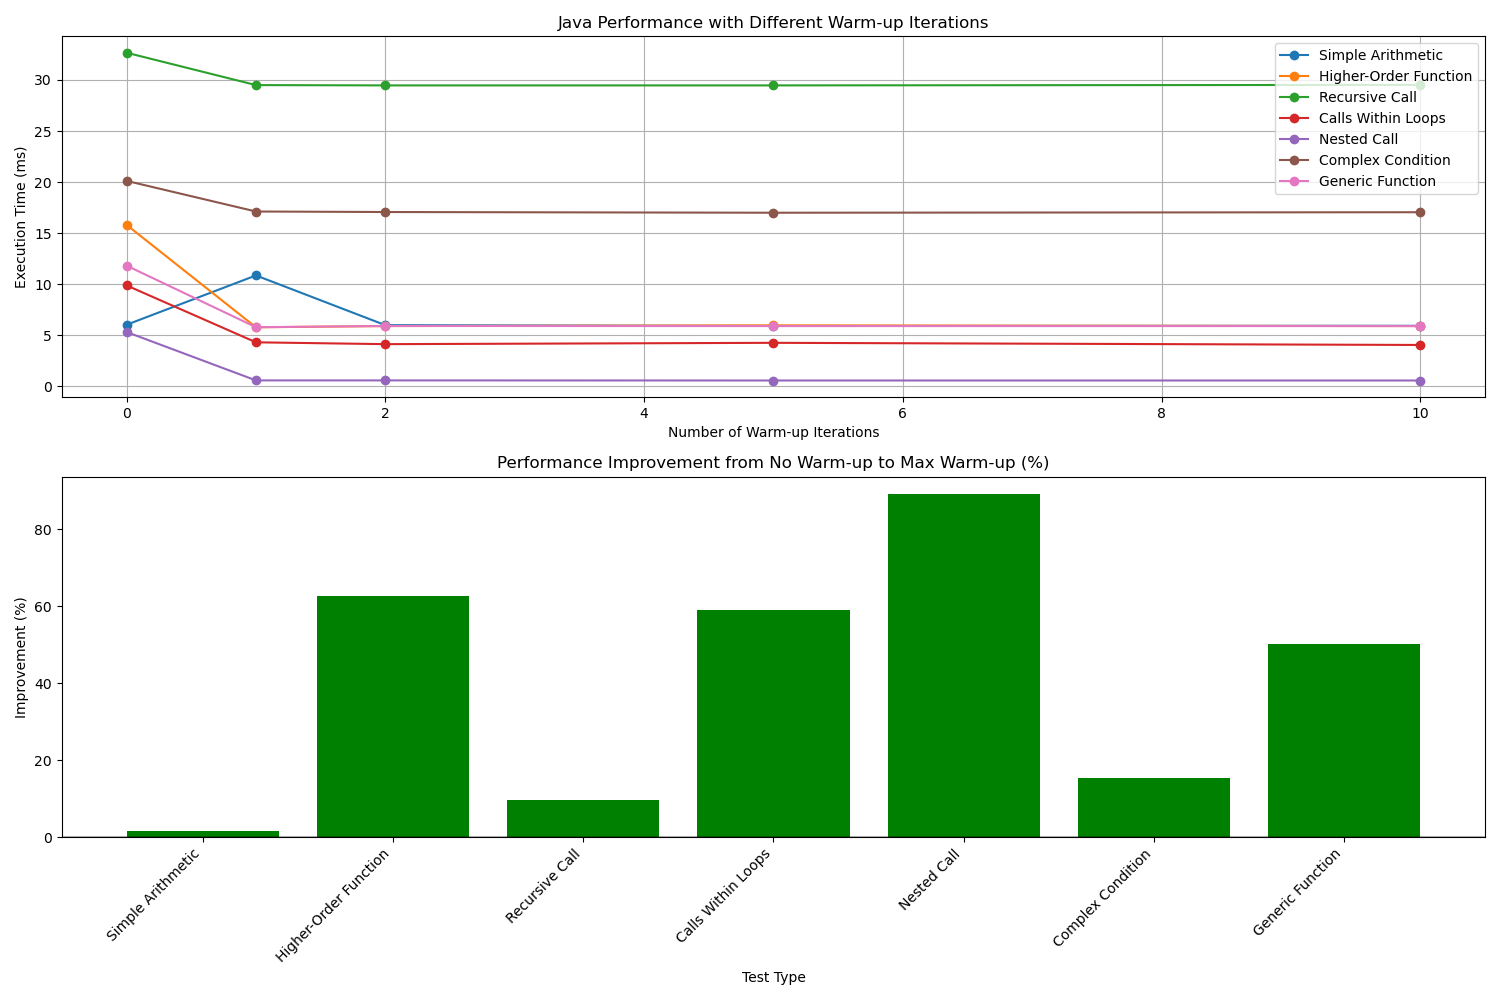 Java Performance with Different Warm-up Iterations
Execution Time (ms)
30
25
20
15
10
5
0
Simple Arithmetic
Higher-Order Function
Recursive Call
Calls Within Loops
Nested Call
Complex Condition
Generic Function
0 2 4 6 8 10
Number of Warm-up Iterations
Performance Improvement from No Warm-up to Max Warm-up (%)
Improvement (%)
80
60
40
20
0
Simple Arithmetic
Higher-Order Function
Recursive Call
Calls Within Loops
Nested Call
Complex Condition
Generic Function
Test Type